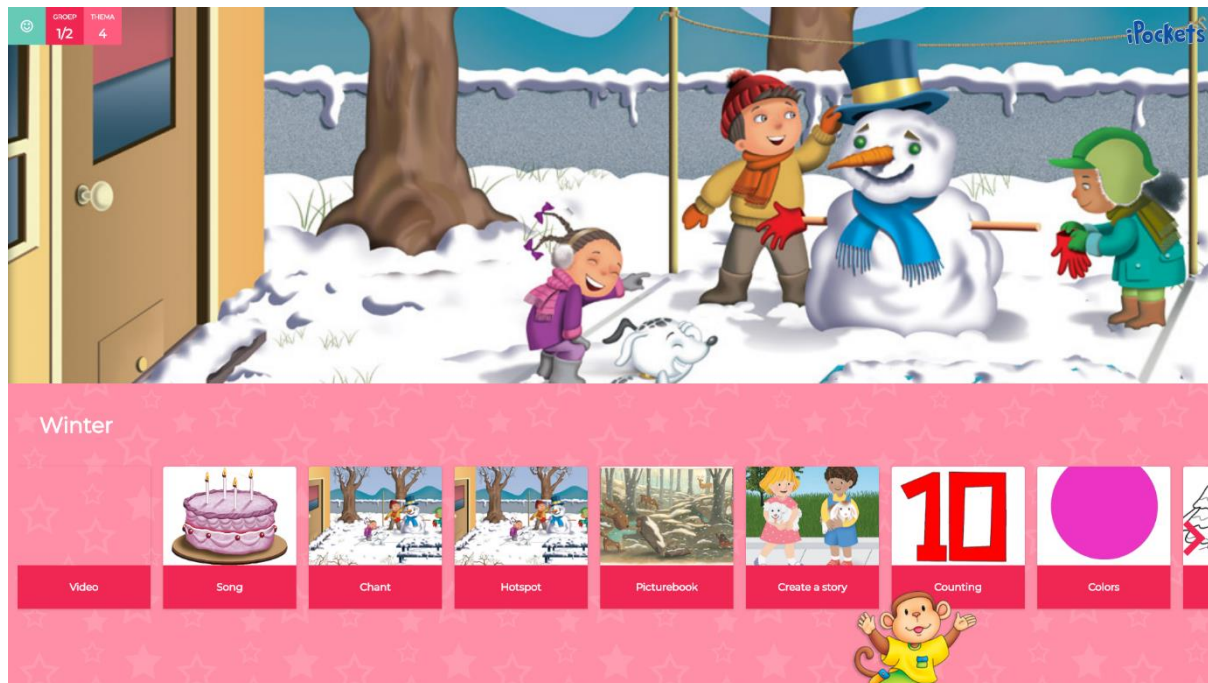 GROEP
1/2
THEMA
4
iPockets
Winter
Video
Song
Chant
Hotspot
Picturebook
Create a story
10
Counting
Colors